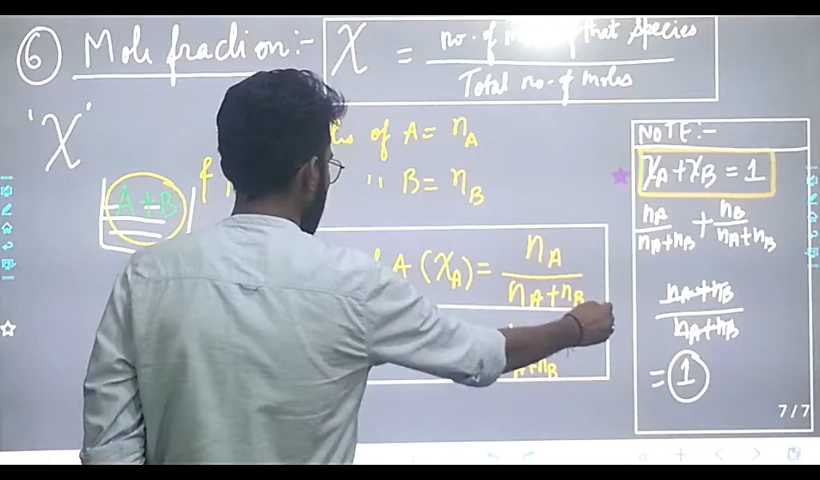 6 Mole fraction :-
χ = no. of that species
Total no. of moles
'χ'
of A = nA
" B = nB
A+B
A (χA) = nA / nA+nB
A+nB
NOTE :-
χA + χB = 1
nA / nA+nB + nB / nA+nB
nA+nB / nA+nB
= 1
7 / 7